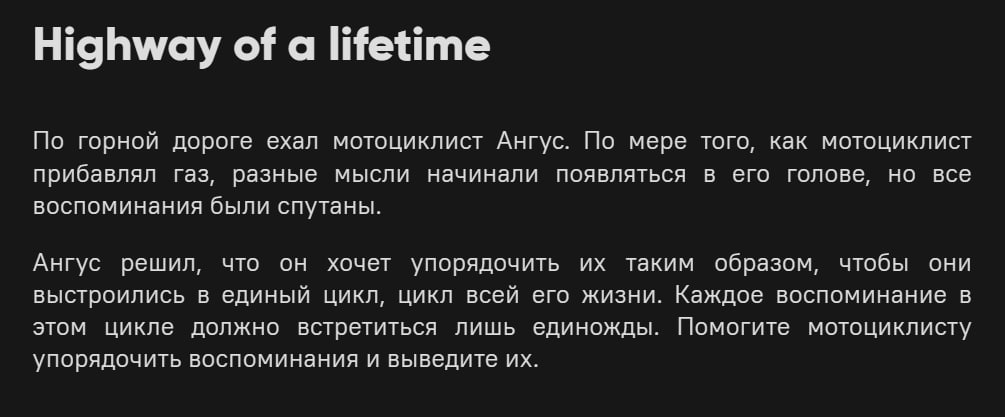 Highway of a lifetime
По горной дороге ехал мотоциклист Ангус. По мере того, как мотоциклист
прибавлял газ, разные мысли начинали появляться в его голове, но все
воспоминания были спутаны.
Ангус решил, что он хочет упорядочить их таким образом, чтобы они
выстроились в единый цикл, цикл всей его жизни. Каждое воспоминание в
этом цикле должно встретиться лишь единожды. Помогите мотоциклисту
упорядочить воспоминания и выведите их.